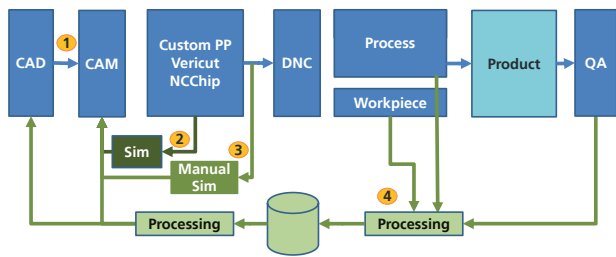 1
CAD
CAM
Custom PP
Vericut
NCChip
DNC
Process
Product
QA
Workpiece
Sim
2
3
Manual
Sim
4
Processing
Processing